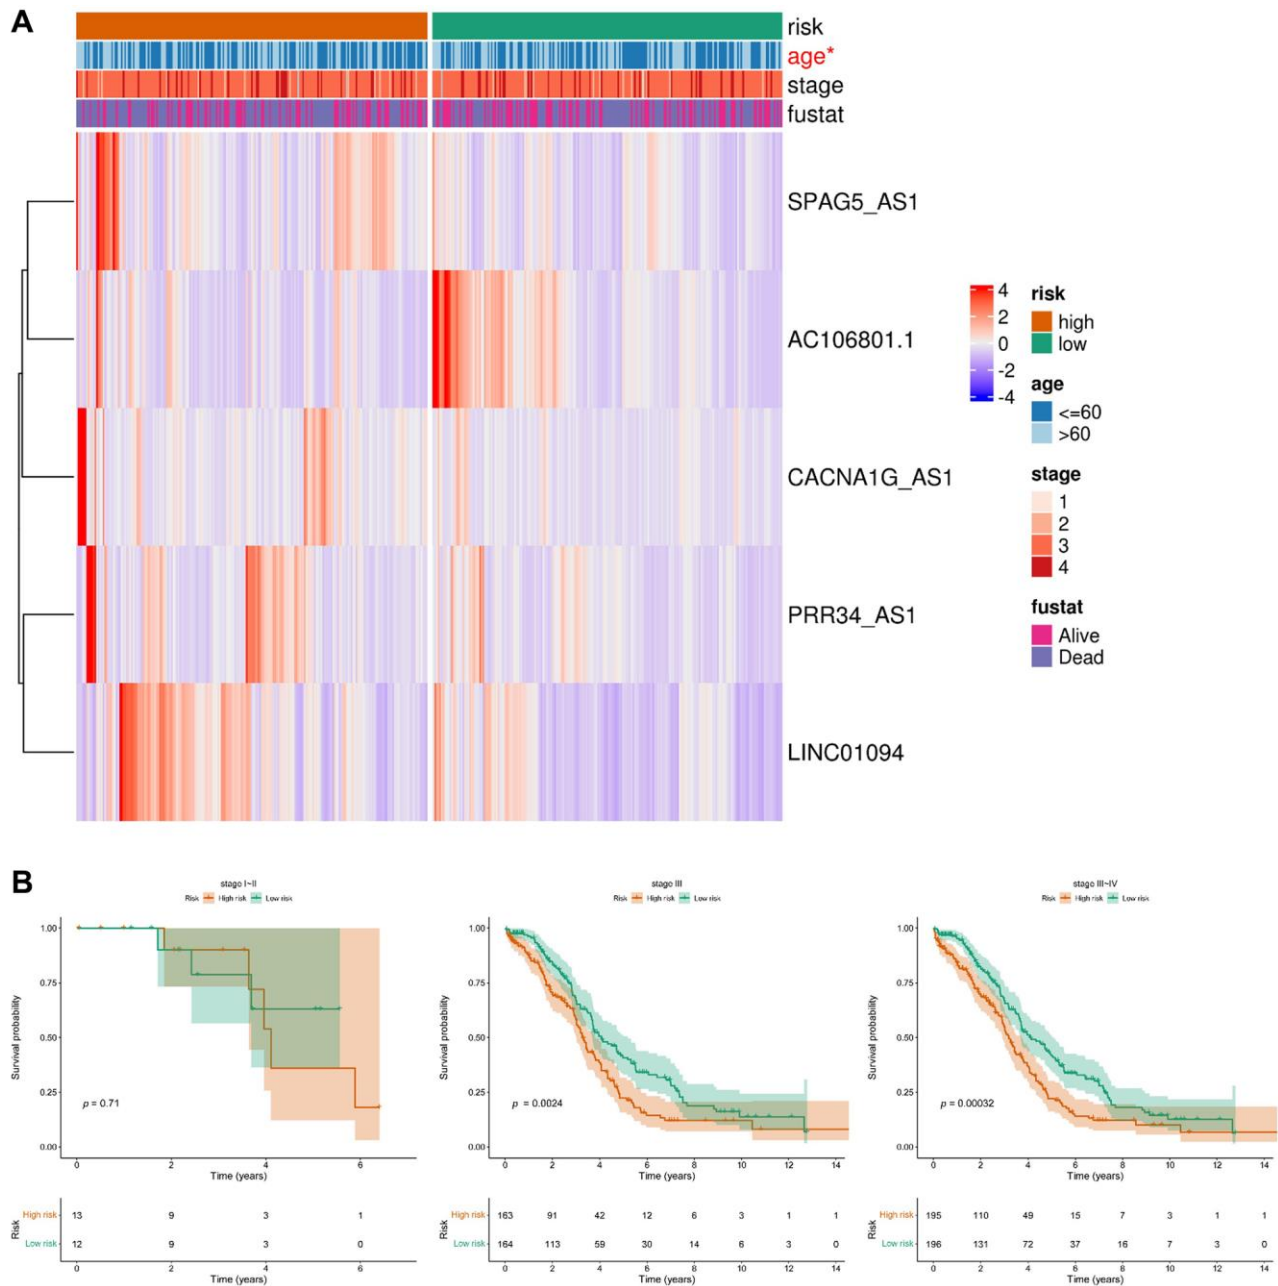 A
risk
age*
stage
fustat
SPAG5_AS1
AC106801.1
CACNA1G_AS1
PRR34_AS1
LINC01094
4
2
0
-2
-4
risk
high
low
age
<=60
>60
stage
1
2
3
4
fustat
Alive
Dead
B
stage I~II
Risk High risk Low risk
Survival probability
1.00
0.75
0.50
0.25
0.00
p = 0.71
0 2 4 6
Time (years)
Risk
High risk 13 9 3 1
Low risk 12 9 3 0
0 2 4 6
Time (years)
stage III
Risk High risk Low risk
Survival probability
1.00
0.75
0.50
0.25
0.00
p = 0.0024
0 2 4 6 8 10 12 14
Time (years)
Risk
High risk 163 91 42 12 6 3 1 1
Low risk 164 113 59 30 14 6 3 0
0 2 4 6 8 10 12 14
Time (years)
stage III~IV
Risk High risk Low risk
Survival probability
1.00
0.75
0.50
0.25
0.00
p = 0.00032
0 2 4 6 8 10 12 14
Time (years)
Risk
High risk 195 110 49 15 7 3 1 1
Low risk 196 131 72 37 16 7 3 0
0 2 4 6 8 10 12 14
Time (years)